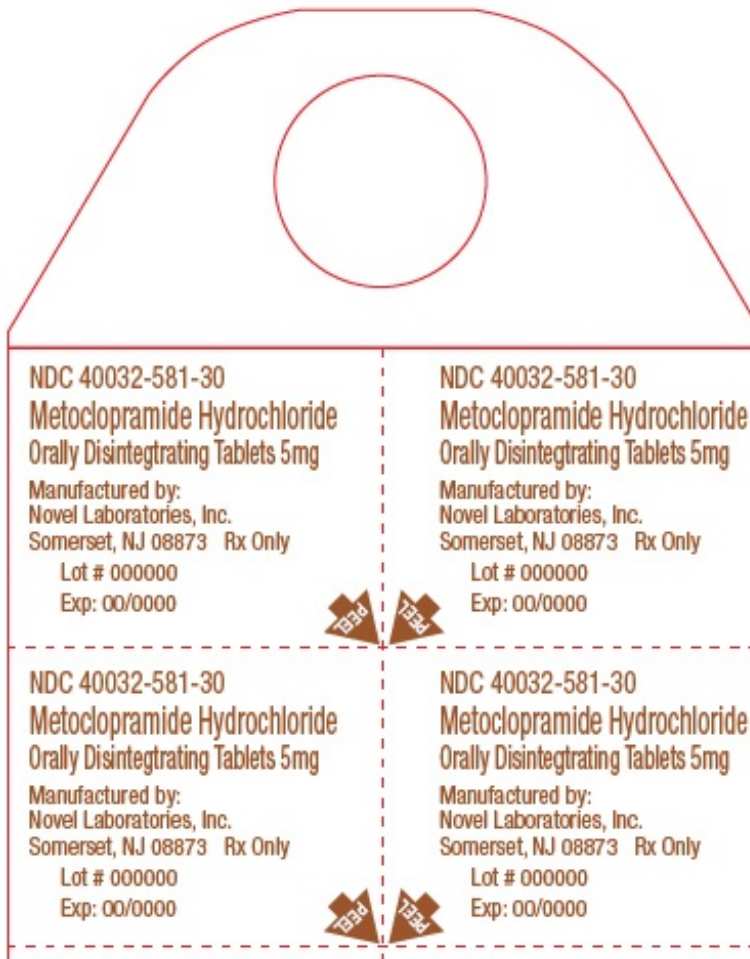 NDC 40032-581-30
Metoclopramide Hydrochloride
Orally Disintegtrating Tablets 5mg
Manufactured by:
Novel Laboratories, Inc.
Somerset, NJ 08873 Rx Only
Lot # 000000
Exp: 00/0000
PEEL
NDC 40032-581-30
Metoclopramide Hydrochloride
Orally Disintegtrating Tablets 5mg
Manufactured by:
Novel Laboratories, Inc.
Somerset, NJ 08873 Rx Only
Lot # 000000
Exp: 00/0000
PEEL
NDC 40032-581-30
Metoclopramide Hydrochloride
Orally Disintegtrating Tablets 5mg
Manufactured by:
Novel Laboratories, Inc.
Somerset, NJ 08873 Rx Only
Lot # 000000
Exp: 00/0000
PEEL
NDC 40032-581-30
Metoclopramide Hydrochloride
Orally Disintegtrating Tablets 5mg
Manufactured by:
Novel Laboratories, Inc.
Somerset, NJ 08873 Rx Only
Lot # 000000
Exp: 00/0000
PEEL